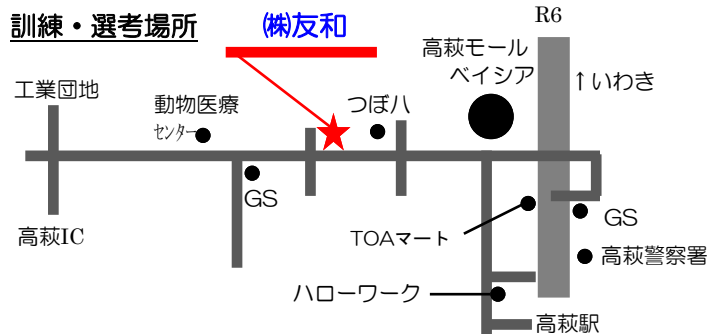 訓練・選考場所
㈱友和
R6
高萩モール
ベイシア
↑いわき
工業団地
動物医療
センター
つぼ八
GS
高萩IC
TOAマート
GS
高萩警察署
ハローワーク
高萩駅